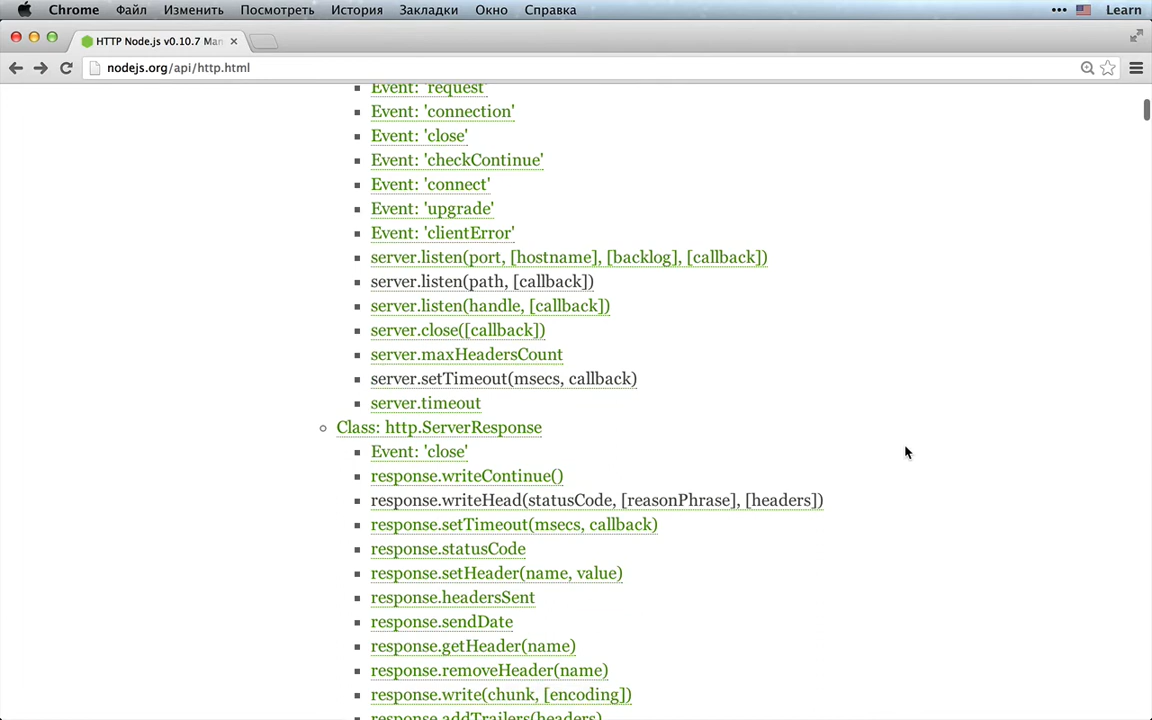 Chrome Файл Изменить Посмотреть История Закладки Окно Справка Learn
HTTP Node.js v0.10.7 Man
nodejs.org/api/http.html
Event: 'request'
Event: 'connection'
Event: 'close'
Event: 'checkContinue'
Event: 'connect'
Event: 'upgrade'
Event: 'clientError'
server.listen(port, [hostname], [backlog], [callback])
server.listen(path, [callback])
server.listen(handle, [callback])
server.close([callback])
server.maxHeadersCount
server.setTimeout(msecs, callback)
server.timeout
Class: http.ServerResponse
Event: 'close'
response.writeContinue()
response.writeHead(statusCode, [reasonPhrase], [headers])
response.setTimeout(msecs, callback)
response.statusCode
response.setHeader(name, value)
response.headersSent
response.sendDate
response.getHeader(name)
response.removeHeader(name)
response.write(chunk, [encoding])
response.addTrailers(headers)